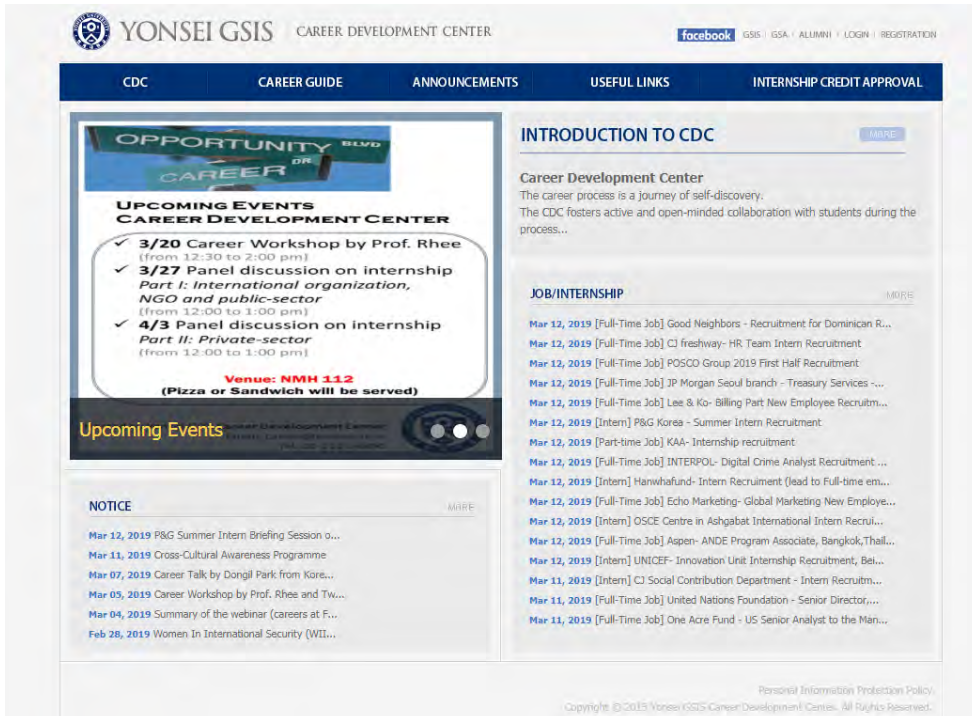 YONSEI GSIS CAREER DEVELOPMENT CENTER
facebook GSIS GSA ALUMNI LOGIN REGISTRATION
CDC CAREER GUIDE ANNOUNCEMENTS USEFUL LINKS INTERNSHIP CREDIT APPROVAL
OPPORTUNITY BLVD
CAREER DR
UPCOMING EVENTS
CAREER DEVELOPMENT CENTER
✓ 3/20 Career Workshop by Prof. Rhee
(from 12:30 to 2:00 pm)
✓ 3/27 Panel discussion on internship
Part I: International organization,
NGO and public-sector
(from 12:00 to 1:00 pm)
✓ 4/3 Panel discussion on internship
Part II: Private-sector
(from 12:00 to 1:00 pm)
Venue: NMH 112
(Pizza or Sandwich will be served)
Upcoming Events
NOTICE MORE
Mar 12, 2019 P&G Summer Intern Briefing Session o...
Mar 11, 2019 Cross-Cultural Awareness Programme
Mar 07, 2019 Career Talk by Dongil Park from Kore...
Mar 05, 2019 Career Workshop by Prof. Rhee and Tw...
Mar 04, 2019 Summary of the webinar (careers at F...
Feb 28, 2019 Women In International Security (WII...
INTRODUCTION TO CDC MORE
Career Development Center
The career process is a journey of self-discovery.
The CDC fosters active and open-minded collaboration with students during the
process...
JOB/INTERNSHIP MORE
Mar 12, 2019 [Full-Time Job] Good Neighbors - Recruitment for Dominican R...
Mar 12, 2019 [Full-Time Job] CJ freshway- HR Team Intern Recruitment
Mar 12, 2019 [Full-Time Job] POSCO Group 2019 First Half Recruitment
Mar 12, 2019 [Full-Time Job] JP Morgan Seoul branch - Treasury Services -...
Mar 12, 2019 [Full-Time Job] Lee & Ko- Billing Part New Employee Recruitm...
Mar 12, 2019 [Intern] P&G Korea - Summer Intern Recruitment
Mar 12, 2019 [Part-time Job] KAA- Internship recruitment
Mar 12, 2019 [Full-Time Job] INTERPOL- Digital Crime Analyst Recruitment ...
Mar 12, 2019 [Intern] Hanwhafund- Intern Recruiment (lead to Full-time em...
Mar 12, 2019 [Full-Time Job] Echo Marketing- Global Marketing New Employe...
Mar 12, 2019 [Intern] OSCE Centre in Ashgabat International Intern Recrui...
Mar 12, 2019 [Full-Time Job] Aspen- ANDE Program Associate, Bangkok,Thail...
Mar 12, 2019 [Intern] UNICEF- Innovation Unit Internship Recruitment, Bei...
Mar 11, 2019 [Intern] CJ Social Contribution Department - Intern Recruitm...
Mar 11, 2019 [Full-Time Job] United Nations Foundation - Senior Director,...
Mar 11, 2019 [Full-Time Job] One Acre Fund - US Senior Analyst to the Man...
Personal Information Protection Policy.
Copyright © 2015 Yonsei GSIS Career Development Center. All Rights Reserved.